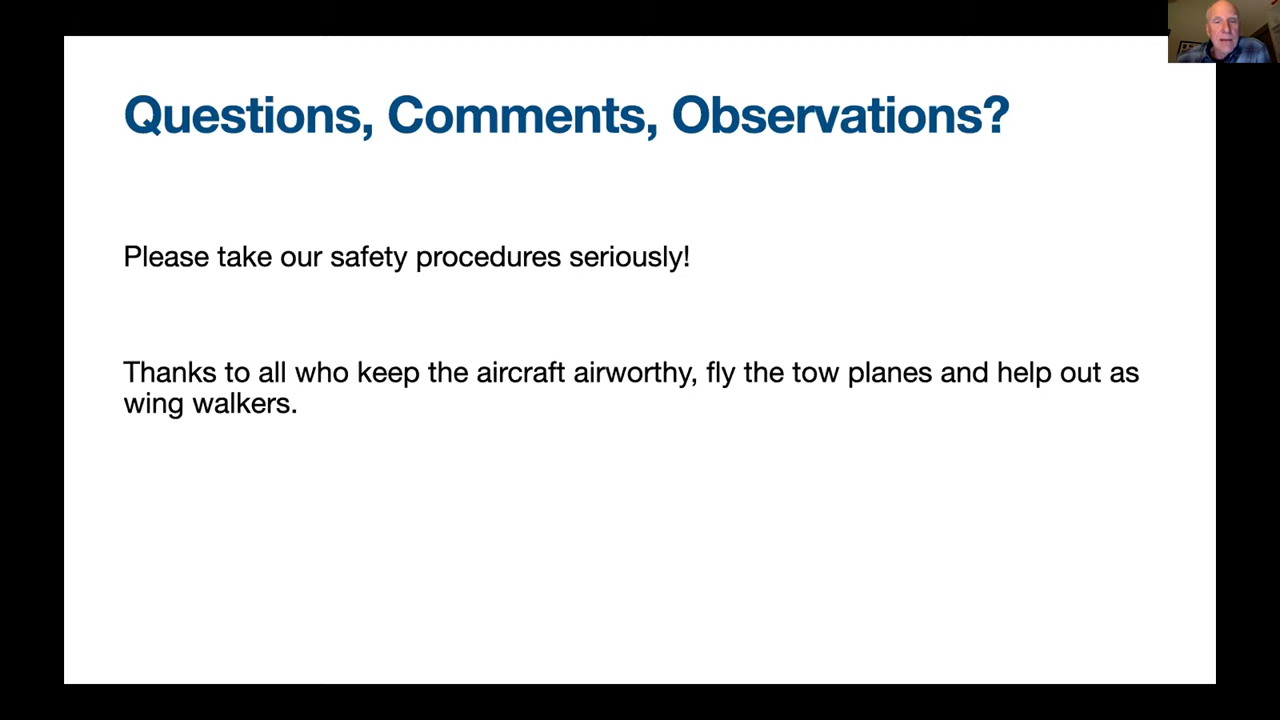 Questions, Comments, Observations?
Please take our safety procedures seriously!
Thanks to all who keep the aircraft airworthy, fly the tow planes and help out as
wing walkers.